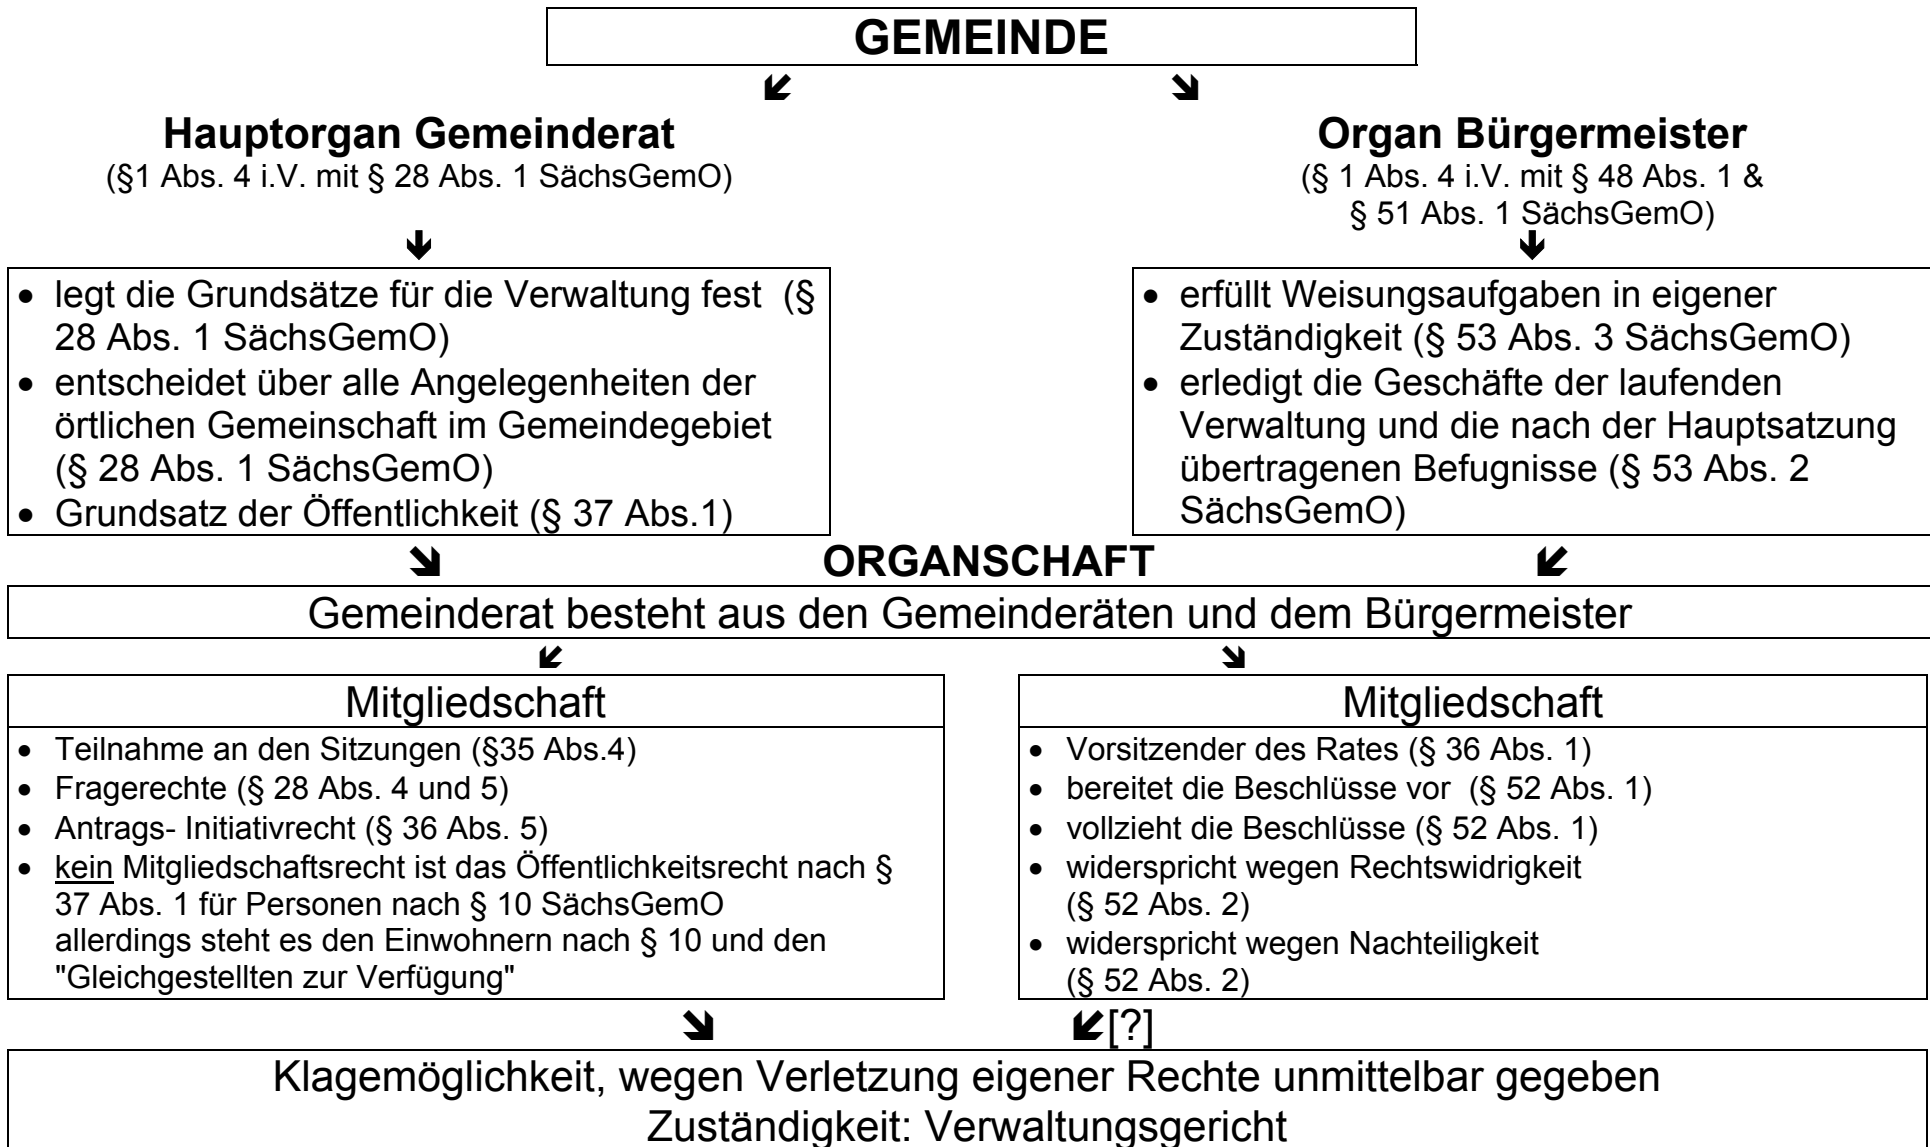 GEMEINDE
Hauptorgan Gemeinderat
(§1 Abs. 4 i.V. mit § 28 Abs. 1 SächsGemO)
Organ Bürgermeister
(§ 1 Abs. 4 i.V. mit § 48 Abs. 1 &
§ 51 Abs. 1 SächsGemO)
• legt die Grundsätze für die Verwaltung fest (§
28 Abs. 1 SächsGemO)
• entscheidet über alle Angelegenheiten der
örtlichen Gemeinschaft im Gemeindegebiet
(§ 28 Abs. 1 SächsGemO)
• Grundsatz der Öffentlichkeit (§ 37 Abs.1)
• erfüllt Weisungsaufgaben in eigener
Zuständigkeit (§ 53 Abs. 3 SächsGemO)
• erledigt die Geschäfte der laufenden
Verwaltung und die nach der Hauptsatzung
übertragenen Befugnisse (§ 53 Abs. 2
SächsGemO)
ORGANSCHAFT
Gemeinderat besteht aus den Gemeinderäten und dem Bürgermeister
Mitgliedschaft
• Teilnahme an den Sitzungen (§35 Abs.4)
• Fragerechte (§ 28 Abs. 4 und 5)
• Antrags- Initiativrecht (§ 36 Abs. 5)
• kein Mitgliedschaftsrecht ist das Öffentlichkeitsrecht nach §
37 Abs. 1 für Personen nach § 10 SächsGemO
allerdings steht es den Einwohnern nach § 10 und den
"Gleichgestellten zur Verfügung"
Mitgliedschaft
• Vorsitzender des Rates (§ 36 Abs. 1)
• bereitet die Beschlüsse vor (§ 52 Abs. 1)
• vollzieht die Beschlüsse (§ 52 Abs. 1)
• widerspricht wegen Rechtswidrigkeit
(§ 52 Abs. 2)
• widerspricht wegen Nachteiligkeit
(§ 52 Abs. 2)
[?]
Klagemöglichkeit, wegen Verletzung eigener Rechte unmittelbar gegeben
Zuständigkeit: Verwaltungsgericht